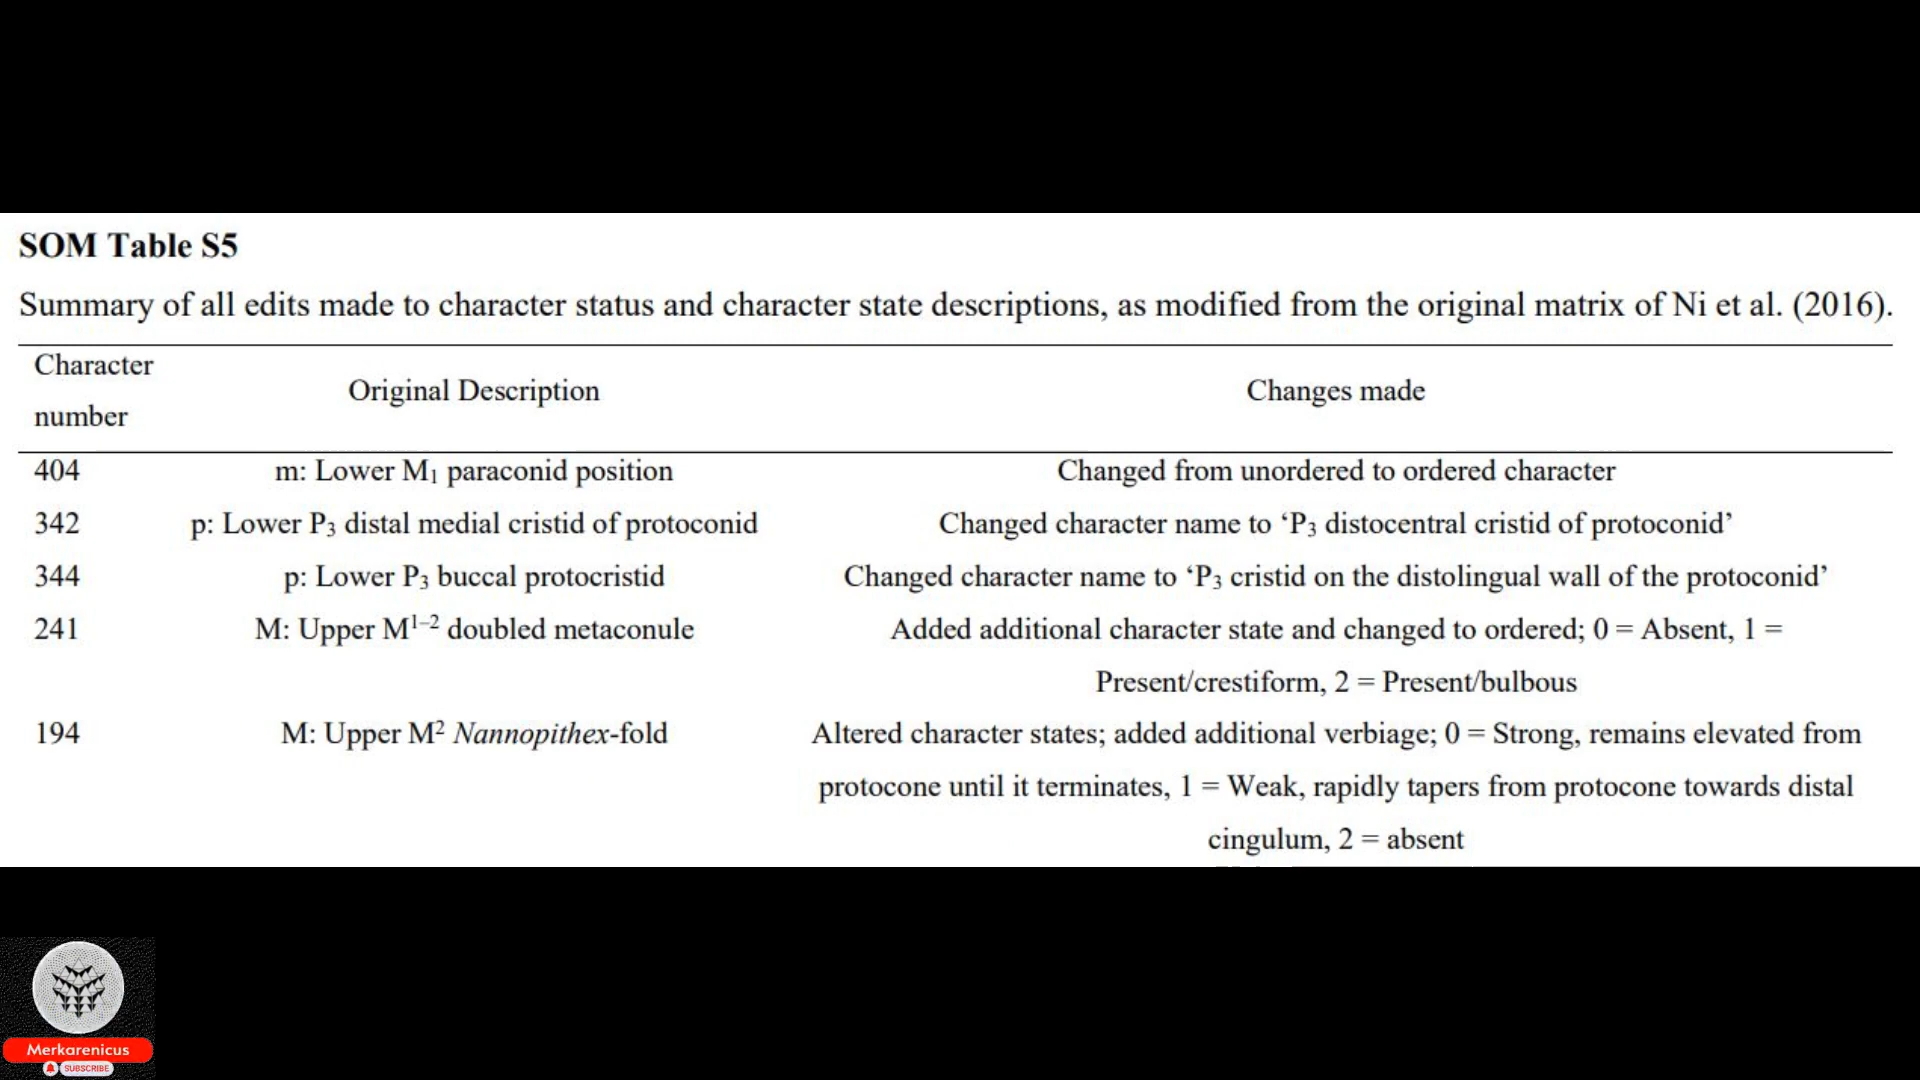 SOM Table S5
Summary of all edits made to character status and character state descriptions, as modified from the original matrix of Ni et al. (2016).
Character number
Original Description
Changes made
404 m: Lower M₁ paraconid position Changed from unordered to ordered character
342 p: Lower P₃ distal medial cristid of protoconid Changed character name to ‘P₃ distocentral cristid of protoconid’
344 p: Lower P₃ buccal protocristid Changed character name to ‘P₃ cristid on the distolingual wall of the protoconid’
241 M: Upper M¹⁻² doubled metaconule Added additional character state and changed to ordered; 0 = Absent, 1 =
Present/crestiform, 2 = Present/bulbous
194 M: Upper M² Nannopithex-fold Altered character states; added additional verbiage; 0 = Strong, remains elevated from
protocone until it terminates, 1 = Weak, rapidly tapers from protocone towards distal
cingulum, 2 = absent
Merkarenicus
SUBSCRIBE